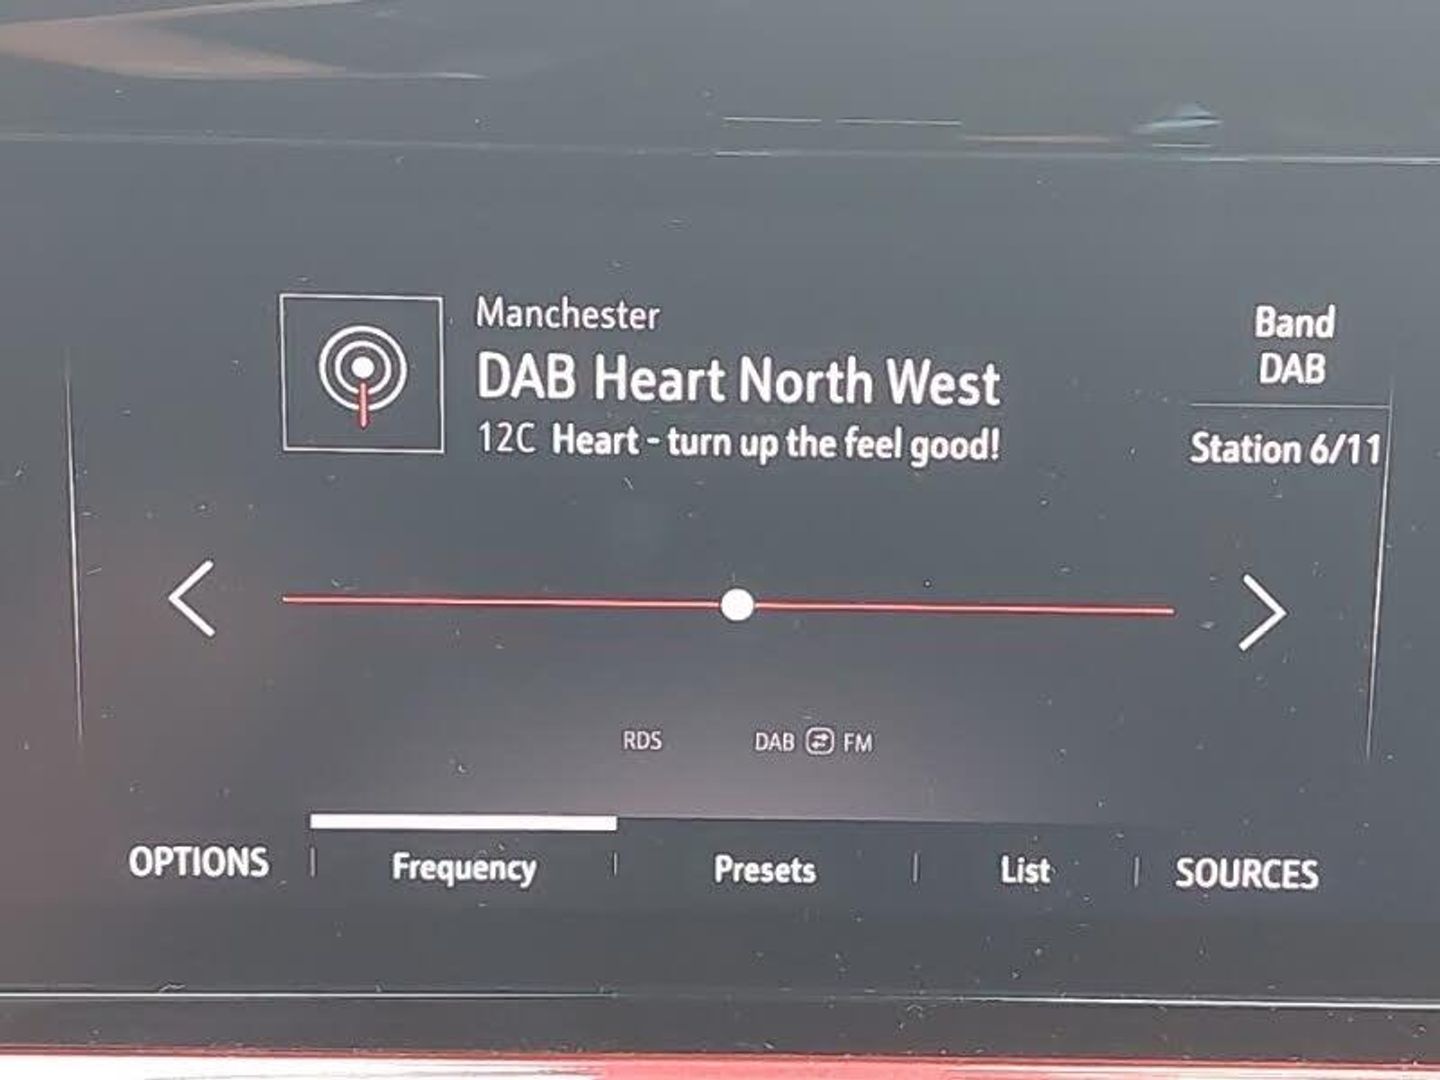 Manchester
DAB Heart North West
12C Heart - turn up the feel good!
Band
DAB
Station 6/11
RDS DAB FM
OPTIONS Frequency Presets List SOURCES